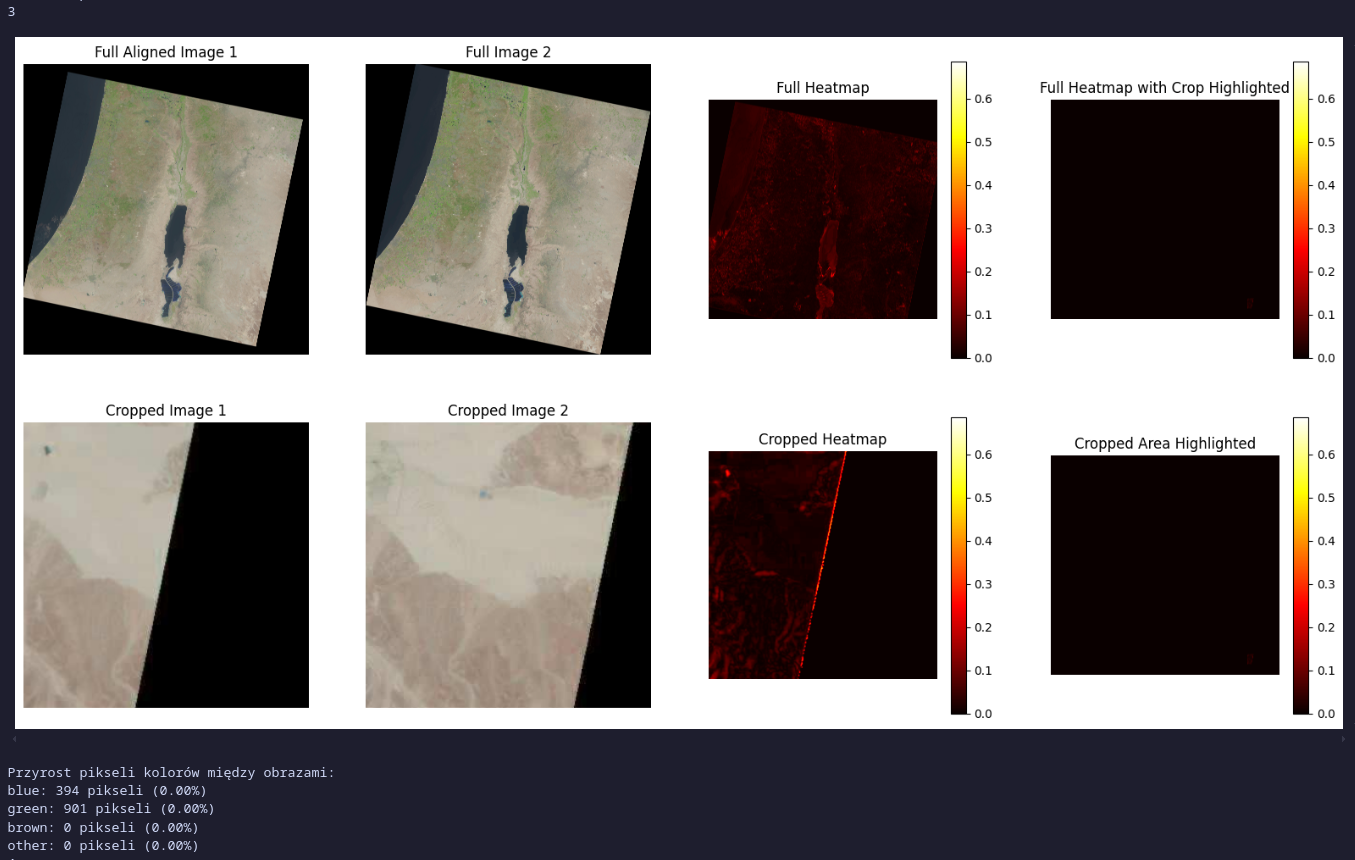 3
Full Aligned Image 1
Full Image 2
Full Heatmap
0.6
0.5
0.4
0.3
0.2
0.1
0.0
Full Heatmap with Crop Highlighted
0.6
0.5
0.4
0.3
0.2
0.1
0.0
Cropped Image 1
Cropped Image 2
Cropped Heatmap
0.6
0.5
0.4
0.3
0.2
0.1
0.0
Cropped Area Highlighted
0.6
0.5
0.4
0.3
0.2
0.1
0.0
Przyrost pikseli kolorów między obrazami:
blue: 394 pikseli (0.00%)
green: 901 pikseli (0.00%)
brown: 0 pikseli (0.00%)
other: 0 pikseli (0.00%)